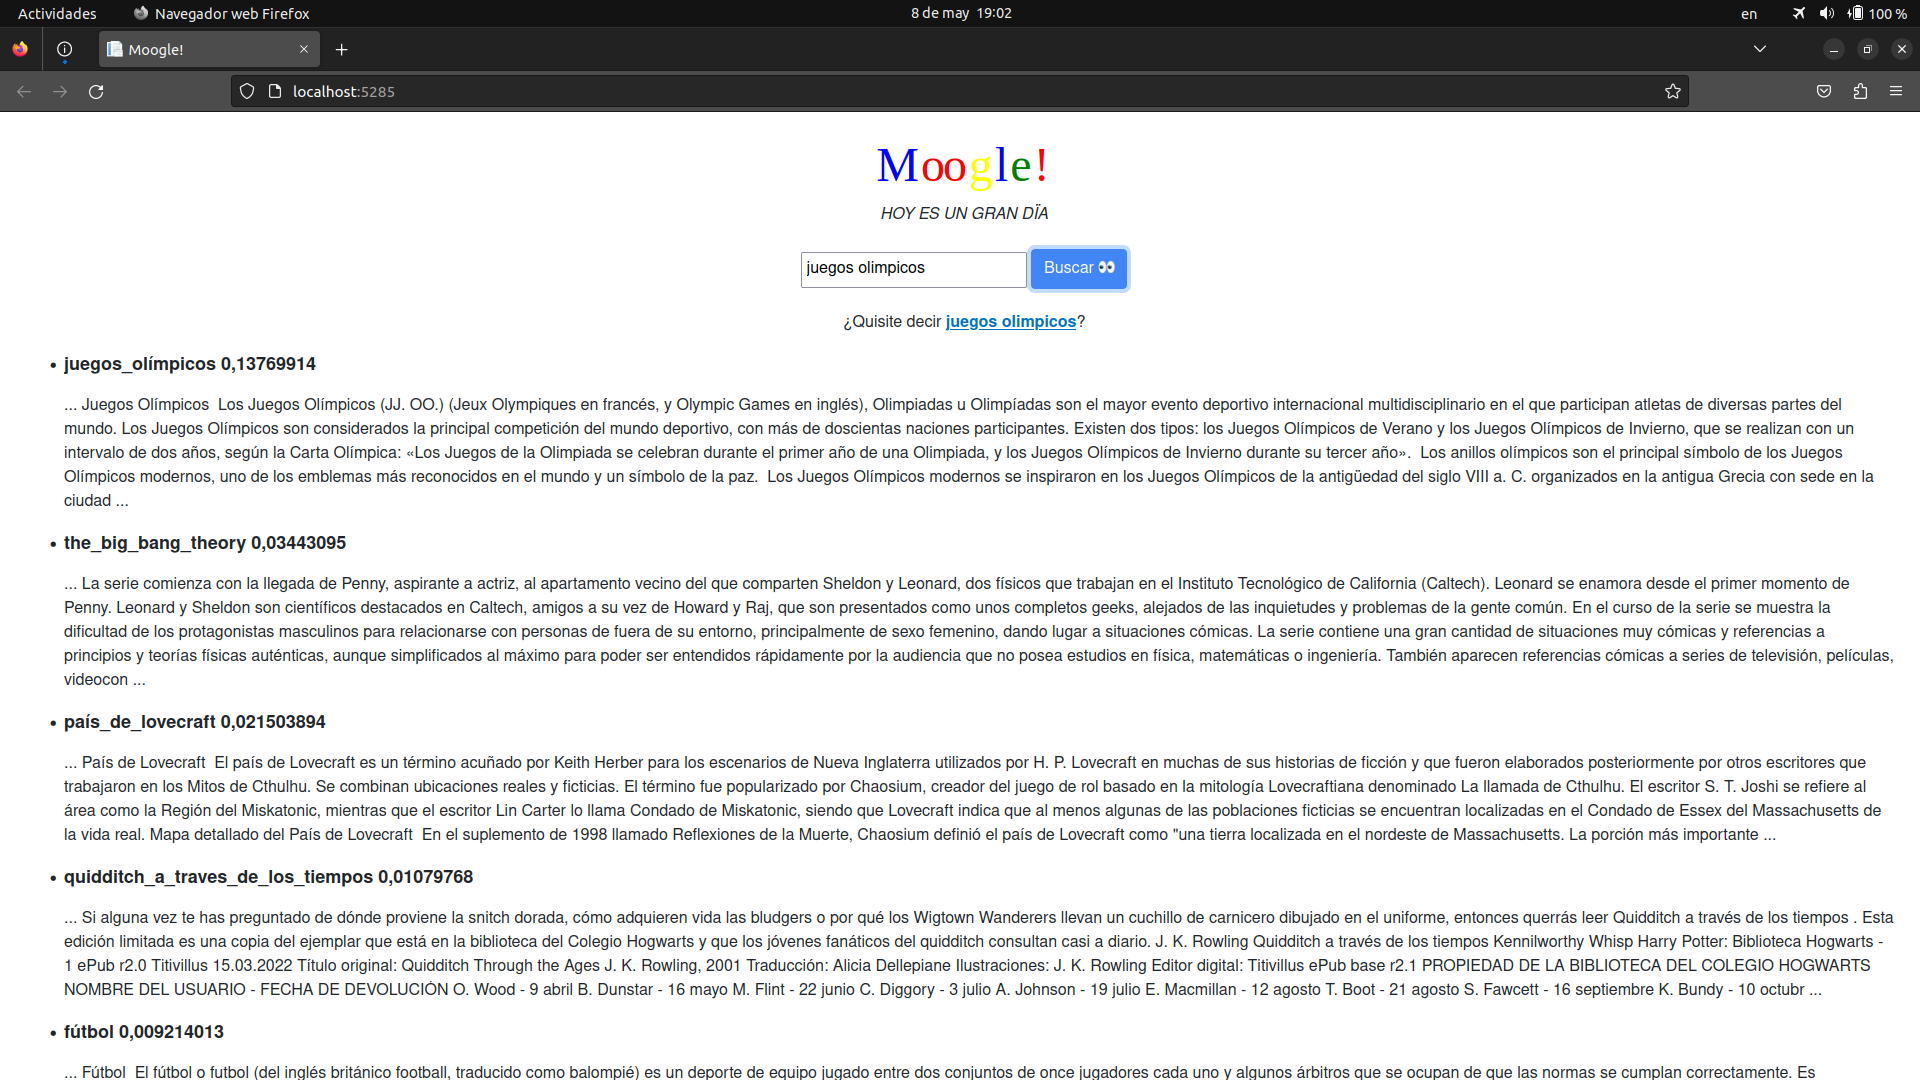 Actividades Navegador web Firefox 8 de may 19:02 en 100 %
Moogle!
localhost:5285
Moogle!
HOY ES UN GRAN DÏA
juegos olimpicos Buscar 👀
¿Quisite decir juegos olimpicos?
• juegos_olímpicos 0,13769914
... Juegos Olímpicos Los Juegos Olímpicos (JJ. OO.) (Jeux Olympiques en francés, y Olympic Games en inglés), Olimpiadas u Olimpíadas son el mayor evento deportivo internacional multidisciplinario en el que participan atletas de diversas partes del
mundo. Los Juegos Olímpicos son considerados la principal competición del mundo deportivo, con más de doscientas naciones participantes. Existen dos tipos: los Juegos Olímpicos de Verano y los Juegos Olímpicos de Invierno, que se realizan con un
intervalo de dos años, según la Carta Olímpica: «Los Juegos de la Olimpiada se celebran durante el primer año de una Olimpiada, y los Juegos Olímpicos de Invierno durante su tercer año». Los anillos olímpicos son el principal símbolo de los Juegos
Olímpicos modernos, uno de los emblemas más reconocidos en el mundo y un símbolo de la paz. Los Juegos Olímpicos modernos se inspiraron en los Juegos Olímpicos de la antigüedad del siglo VIII a. C. organizados en la antigua Grecia con sede en la
ciudad ...
• the_big_bang_theory 0,03443095
... La serie comienza con la llegada de Penny, aspirante a actriz, al apartamento vecino del que comparten Sheldon y Leonard, dos físicos que trabajan en el Instituto Tecnológico de California (Caltech). Leonard se enamora desde el primer momento de
Penny. Leonard y Sheldon son científicos destacados en Caltech, amigos a su vez de Howard y Raj, que son presentados como unos completos geeks, alejados de las inquietudes y problemas de la gente común. En el curso de la serie se muestra la
dificultad de los protagonistas masculinos para relacionarse con personas de fuera de su entorno, principalmente de sexo femenino, dando lugar a situaciones cómicas. La serie contiene una gran cantidad de situaciones muy cómicas y referencias a
principios y teorías físicas auténticas, aunque simplificados al máximo para poder ser entendidos rápidamente por la audiencia que no posea estudios en física, matemáticas o ingeniería. También aparecen referencias cómicas a series de televisión, películas,
videocon ...
• país_de_lovecraft 0,021503894
... País de Lovecraft El país de Lovecraft es un término acuñado por Keith Herber para los escenarios de Nueva Inglaterra utilizados por H. P. Lovecraft en muchas de sus historias de ficción y que fueron elaborados posteriormente por otros escritores que
trabajaron en los Mitos de Cthulhu. Se combinan ubicaciones reales y ficticias. El término fue popularizado por Chaosium, creador del juego de rol basado en la mitología Lovecraftiana denominado La llamada de Cthulhu. El escritor S. T. Joshi se refiere al
área como la Región del Miskatonic, mientras que el escritor Lin Carter lo llama Condado de Miskatonic, siendo que Lovecraft indica que al menos algunas de las poblaciones ficticias se encuentran localizadas en el Condado de Essex del Massachusetts de
la vida real. Mapa detallado del País de Lovecraft En el suplemento de 1998 llamado Reflexiones de la Muerte, Chaosium definió el país de Lovecraft como "una tierra localizada en el nordeste de Massachusetts. La porción más importante ...
• quidditch_a_traves_de_los_tiempos 0,01079768
... Si alguna vez te has preguntado de dónde proviene la snitch dorada, cómo adquieren vida las bludgers o por qué los Wigtown Wanderers llevan un cuchillo de carnicero dibujado en el uniforme, entonces querrás leer Quidditch a través de los tiempos . Esta
edición limitada es una copia del ejemplar que está en la biblioteca del Colegio Hogwarts y que los jóvenes fanáticos del quidditch consultan casi a diario. J. K. Rowling Quidditch a través de los tiempos Kennilworthy Whisp Harry Potter: Biblioteca Hogwarts -
1 ePub r2.0 Titivillus 15.03.2022 Título original: Quidditch Through the Ages J. K. Rowling, 2001 Traducción: Alicia Dellepiane Ilustraciones: J. K. Rowling Editor digital: Titivillus ePub base r2.1 PROPIEDAD DE LA BIBLIOTECA DEL COLEGIO HOGWARTS
NOMBRE DEL USUARIO - FECHA DE DEVOLUCIÓN O. Wood - 9 abril B. Dunstar - 16 mayo M. Flint - 22 junio C. Diggory - 3 julio A. Johnson - 19 julio E. Macmillan - 12 agosto T. Boot - 21 agosto S. Fawcett - 16 septiembre K. Bundy - 10 octubr ...
• fútbol 0,009214013
... Fútbol El fútbol o futbol (del inglés británico football, traducido como balompié) es un deporte de equipo jugado entre dos conjuntos de once jugadores cada uno y algunos árbitros que se ocupan de que las normas se cumplan correctamente. Es